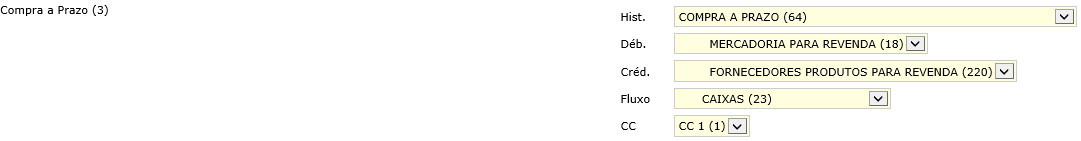 Compra a Prazo (3)
Hist. COMPRA A PRAZO (64)
Déb. MERCADORIA PARA REVENDA (18)
Créd. FORNECEDORES PRODUTOS PARA REVENDA (220)
Fluxo CAIXAS (23)
CC CC 1 (1)